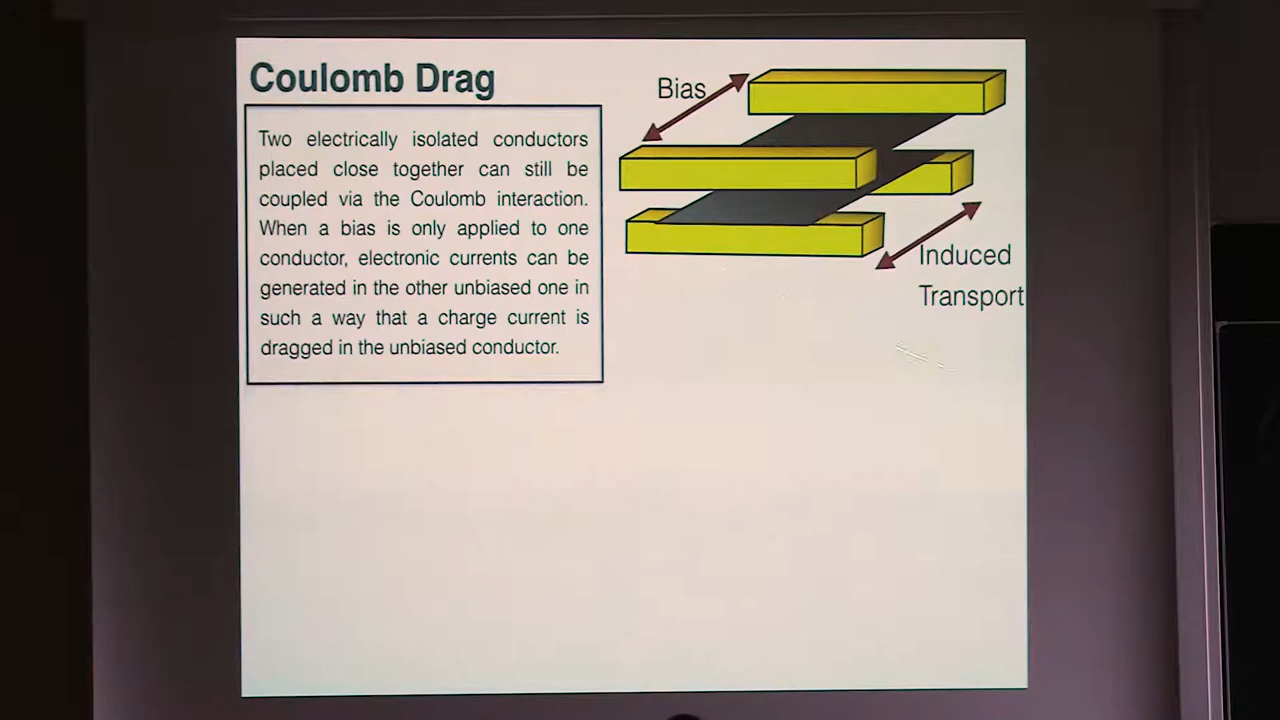 Coulomb Drag
Two electrically isolated conductors
placed close together can still be
coupled via the Coulomb interaction.
When a bias is only applied to one
conductor, electronic currents can be
generated in the other unbiased one in
such a way that a charge current is
dragged in the unbiased conductor.
Bias
Induced
Transport